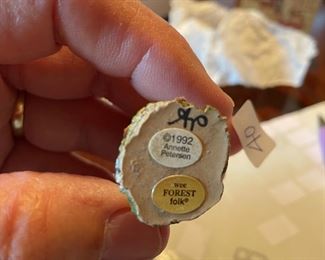 ©1992
Annette
Petersen
wee
FOREST
folk®